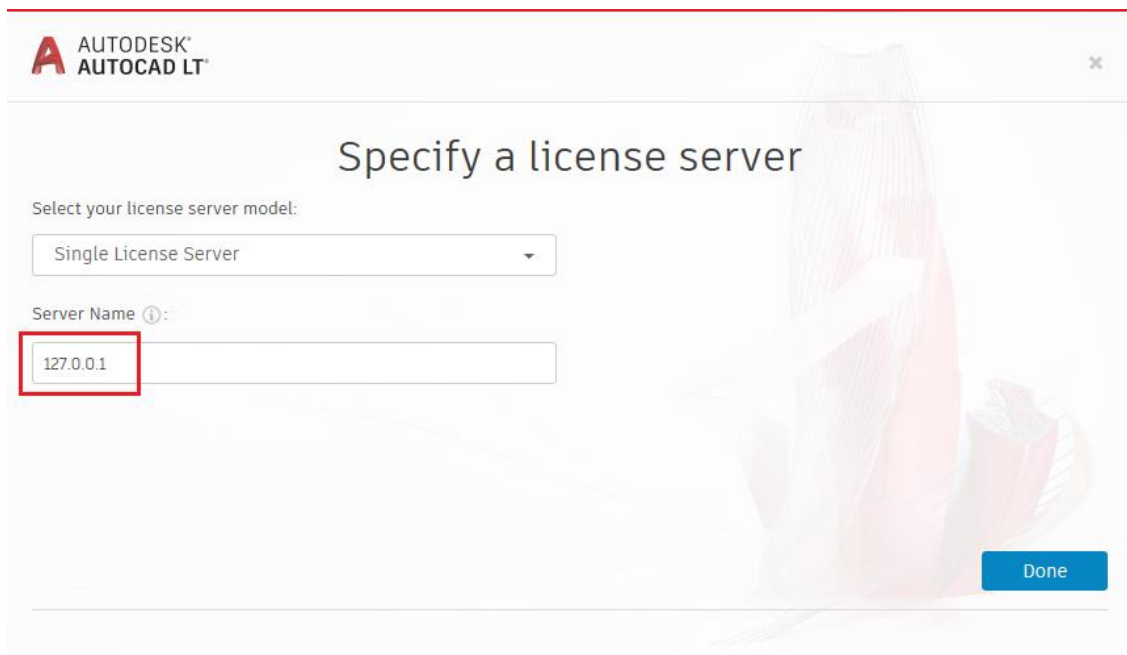 AUTODESK®
AUTOCAD LT®
Specify a license server
Select your license server model:
Single License Server
Server Name ⓘ:
127.0.0.1
Done